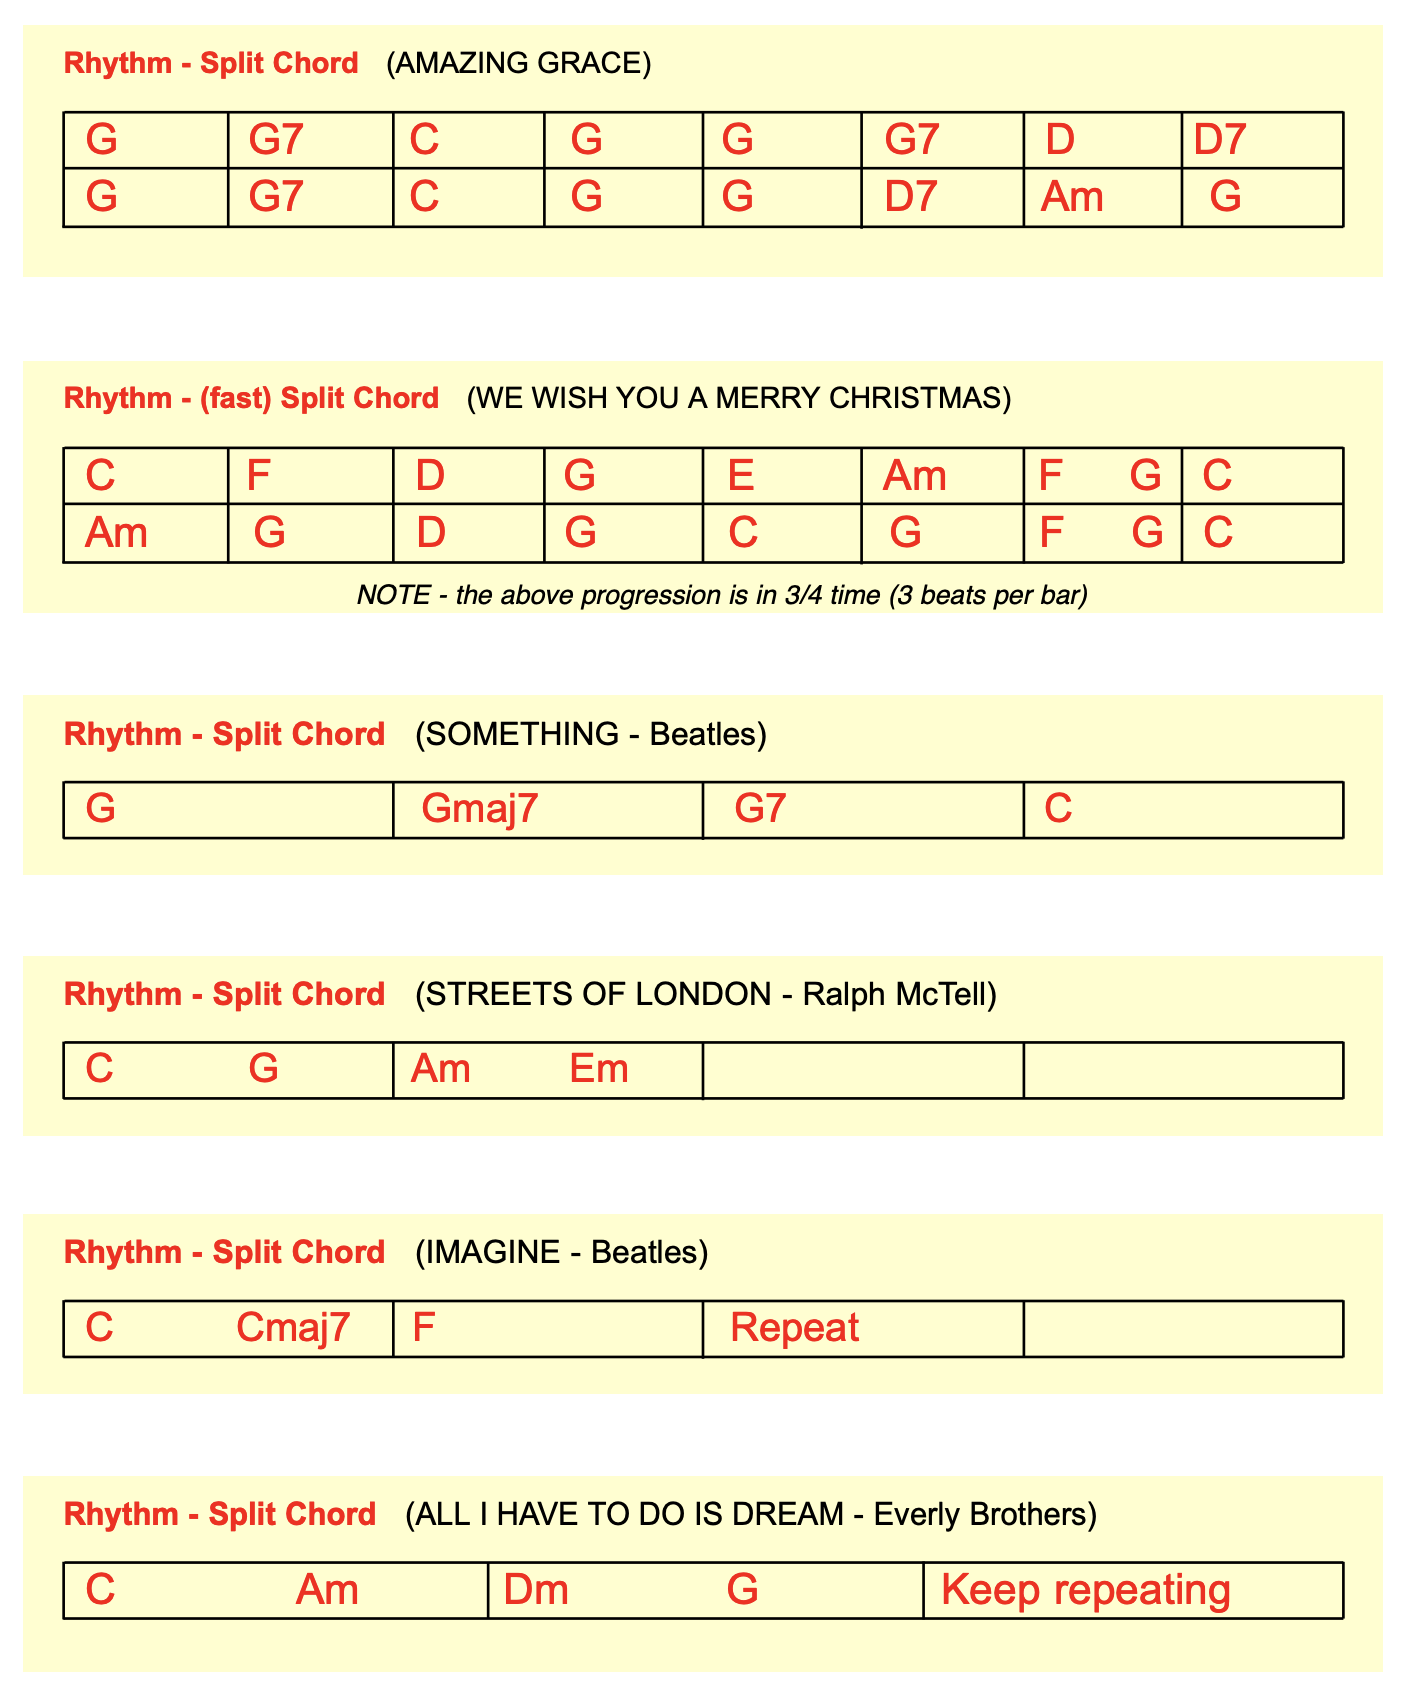 Rhythm - Split Chord (AMAZING GRACE)
G G7 C G G G7 D D7
G G7 C G G D7 Am G
Rhythm - (fast) Split Chord (WE WISH YOU A MERRY CHRISTMAS)
C F D G E Am F G C
Am G D G C G F G C
NOTE - the above progression is in 3/4 time (3 beats per bar)
Rhythm - Split Chord (SOMETHING - Beatles)
G Gmaj7 G7 C
Rhythm - Split Chord (STREETS OF LONDON - Ralph McTell)
C G Am Em
Rhythm - Split Chord (IMAGINE - Beatles)
C Cmaj7 F Repeat
Rhythm - Split Chord (ALL I HAVE TO DO IS DREAM - Everly Brothers)
C Am Dm G Keep repeating